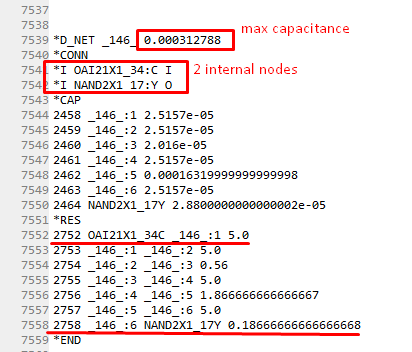 7537
7538
7539 *D_NET _146_ 0.000312788 max capacitance
7540 *CONN
7541 *I OAI21X1_34:C I
7542 *I NAND2X1_17:Y O 2 internal nodes
7543 *CAP
7544 2458 _146_:1 2.5157e-05
7545 2459 _146_:2 2.5157e-05
7546 2460 _146_:3 2.016e-05
7547 2461 _146_:4 2.5157e-05
7548 2462 _146_:5 0.00016319999999999998
7549 2463 _146_:6 2.5157e-05
7550 2464 NAND2X1_17Y 2.8800000000000002e-05
7551 *RES
7552 2752 OAI21X1_34C _146_:1 5.0
7553 2753 _146_:1 _146_:2 5.0
7554 2754 _146_:2 _146_:3 0.56
7555 2755 _146_:3 _146_:4 5.0
7556 2756 _146_:4 _146_:5 1.866666666666667
7557 2757 _146_:5 _146_:6 5.0
7558 2758 _146_:6 NAND2X1_17Y 0.18666666666666668
7559 *END